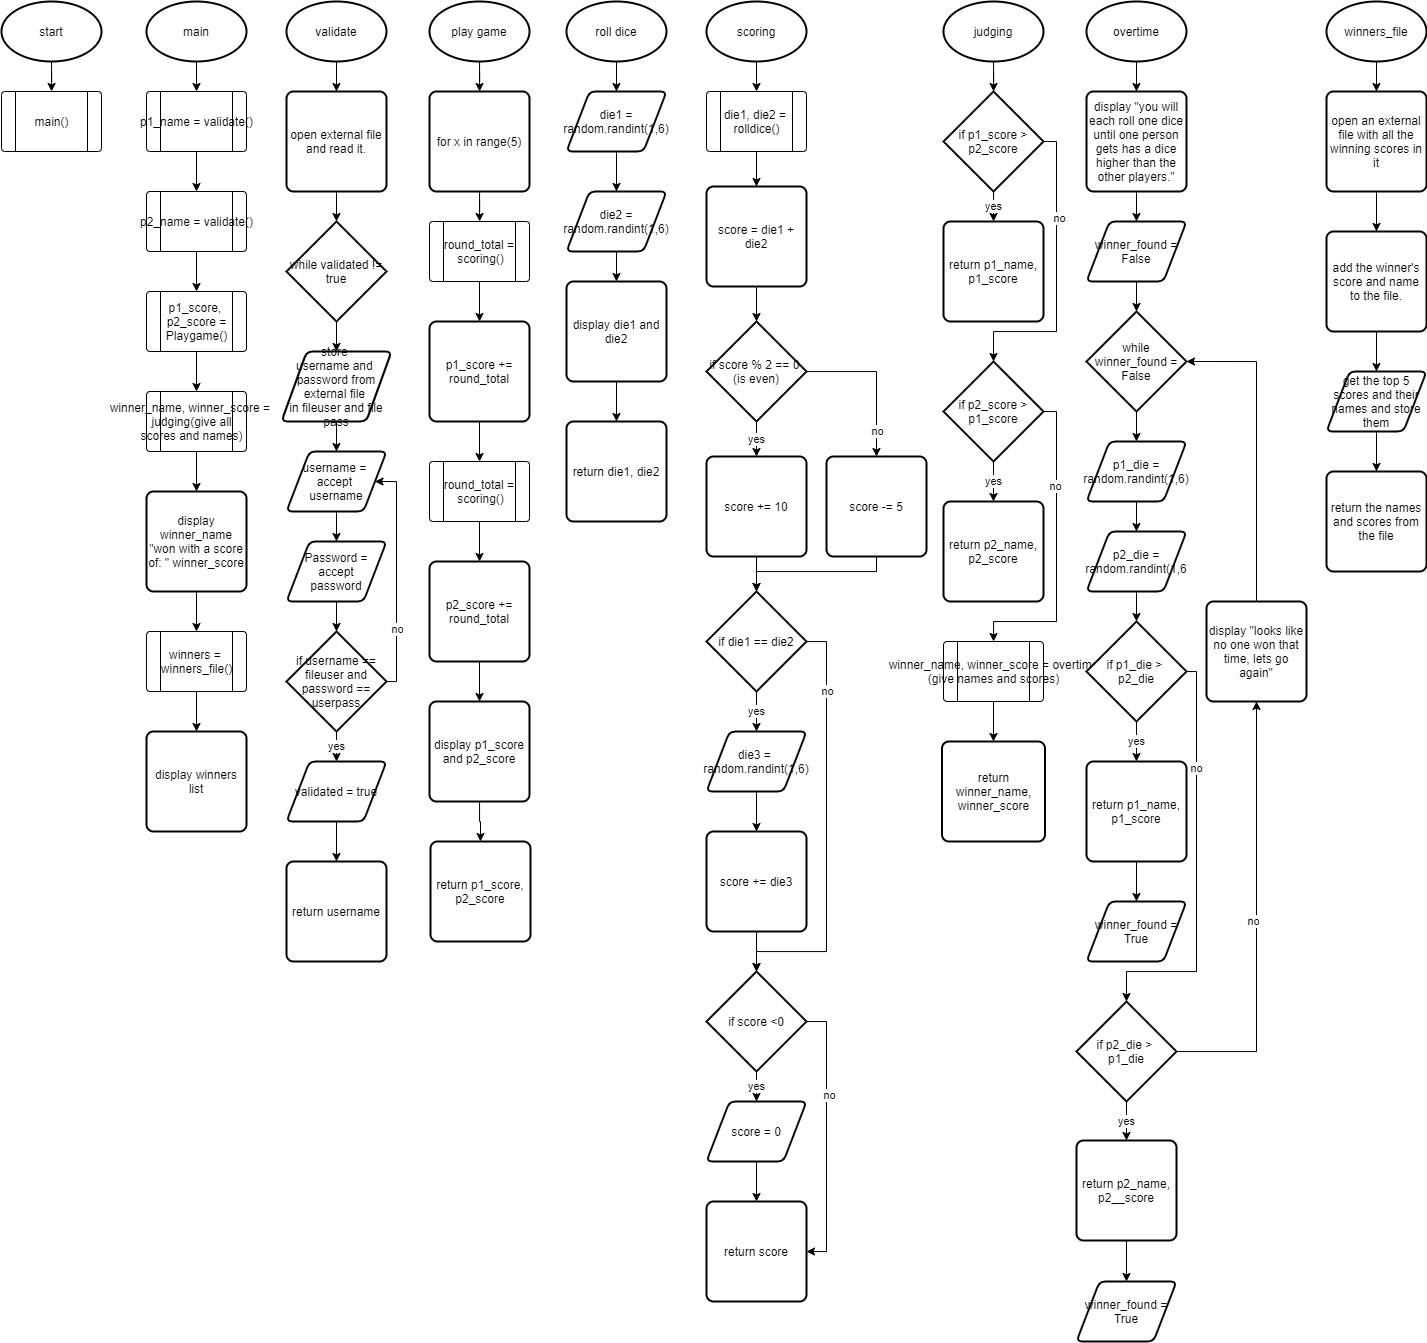 start
main()
main
p1_name = validate()
p2_name = validate()
p1_score,
p2_score =
Playgame()
winner_name, winner_score =
judging(give all
scores and names)
display
winner_name
"won with a score
of: " winner_score
winners =
winners_file()
display winners
list
validate
open external file
and read it.
while validated !=
true
store
username and
password from
external file
in fileuser and file
pass
username =
accept
username
Password =
accept
password
if username ==
fileuser and
password ==
userpass
no
yes
validated = true
return username
play game
for x in range(5)
round_total =
scoring()
p1_score +=
round_total
round_total =
scoring()
p2_score +=
round_total
display p1_score
and p2_score
return p1_score,
p2_score
roll dice
die1 =
random.randint(1,6)
die2 =
random.randint(1,6)
display die1 and
die2
return die1, die2
scoring
die1, die2 =
rolldice()
score = die1 +
die2
if score % 2 == 0
(is even)
yes
no
score += 10
score -= 5
if die1 == die2
yes
no
die3 =
random.randint(1,6)
score += die3
if score <0
yes
no
score = 0
return score
judging
if p1_score >
p2_score
yes
no
return p1_name,
p1_score
if p2_score >
p1_score
yes
no
return p2_name,
p2_score
winner_name, winner_score = overtim
(give names and scores)
return
winner_name,
winner_score
overtime
display "you will
each roll one dice
until one person
gets has a dice
higher than the
other players."
winner_found =
False
while
winner_found =
False
p1_die =
random.randint(1,6)
p2_die =
random.randint(1,6
if p1_die >
p2_die
yes
no
return p1_name,
p1_score
winner_found =
True
if p2_die >
p1_die
yes
no
return p2_name,
p2__score
winner_found =
True
display "looks like
no one won that
time, lets go
again"
winners_file
open an external
file with all the
winning scores in
it
add the winner's
score and name
to the file.
get the top 5
scores and their
names and store
them
return the names
and scores from
the file